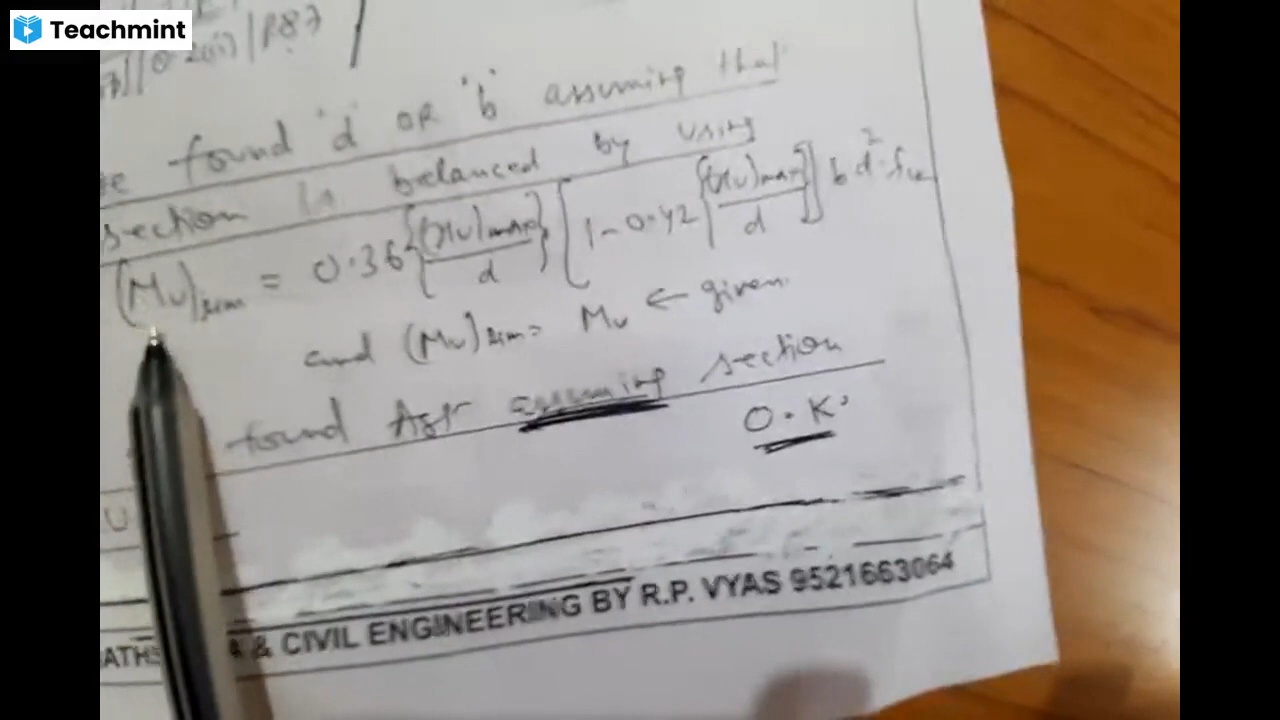 Teachmint
found 'd' OR 'b' assuming that
section is balanced by using
(Mu)lim = 0.36 {(xu)max/d} [1-0.42 {(xu)max/d}] bd². fck
and (Mu)lim = Mu ← given.
found Ast assuming section
O.K.
U
& CIVIL ENGINEERING BY R.P. VYAS 9521663064